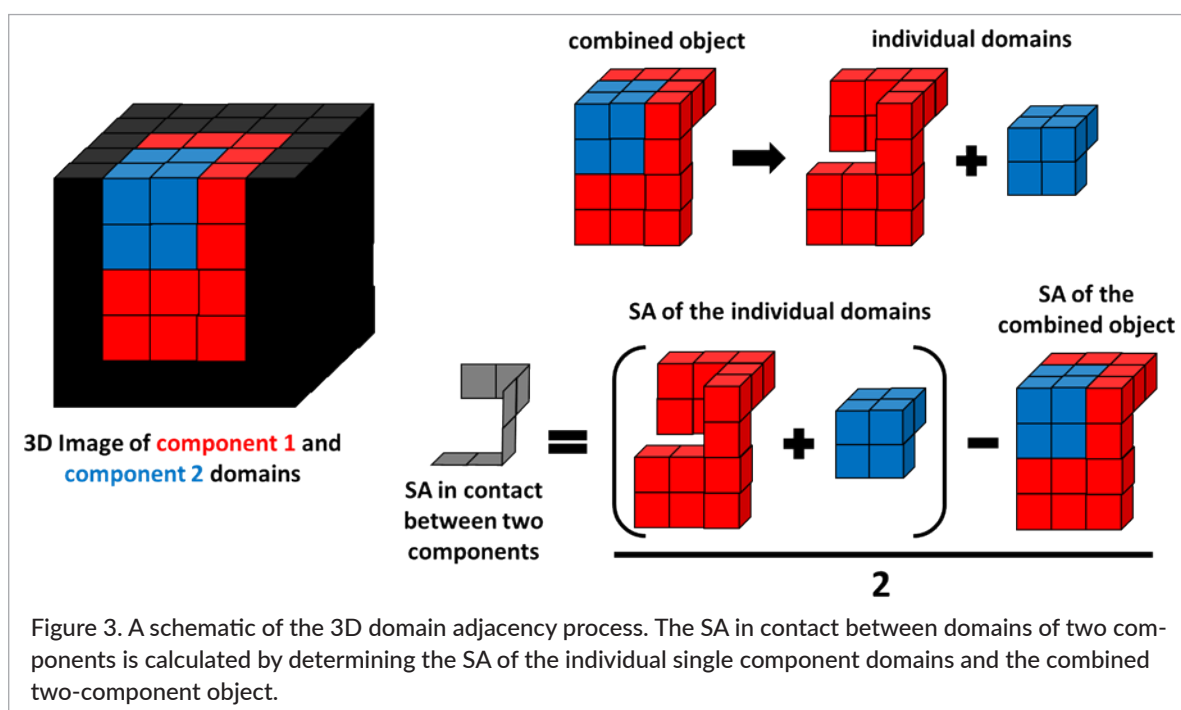 combined object
individual domains
SA of the individual domains
SA of the
combined object
3D Image of component 1 and
component 2 domains
SA in contact
between two
components
2
Figure 3. A schematic of the 3D domain adjacency process. The SA in contact between domains of two com-
ponents is calculated by determining the SA of the individual single component domains and the combined
two-component object.